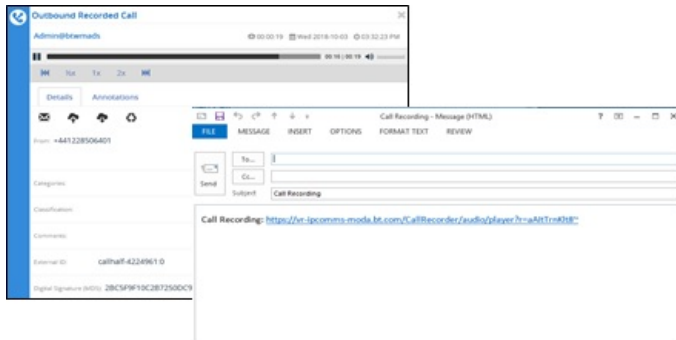 Outbound Recorded Call
Admin@btwmads
00:00:19 Wed 2018-10-03 03:32:23 PM
00:16 | 00:19
1x 2x
Details Annotations
From: +441228506401
Categories:
Classification:
Comments:
External ID: callhalf-4224961:0
Digital Signature (MD5): 2BC5F9F10C2B7250DC9
Call Recording - Message (HTML)
FILE MESSAGE INSERT OPTIONS FORMAT TEXT REVIEW
Send
To...
Cc...
Subject Call Recording
Call Recording: https://vr-ipcomms-moda.bt.com/CallRecorder/audio/player?r=aAltTrnKlt8~